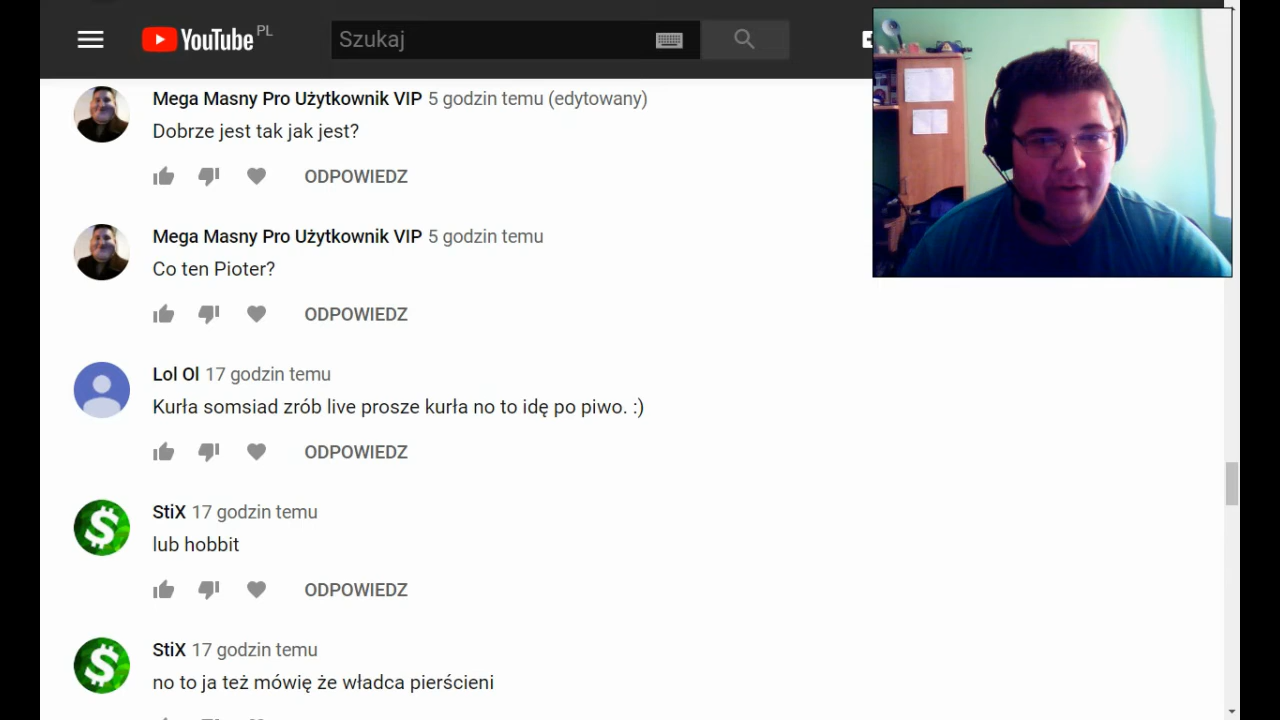 YouTube PL
Szukaj
Mega Masny Pro Użytkownik VIP 5 godzin temu (edytowany)
Dobrze jest tak jak jest?
ODPOWIEDZ
Mega Masny Pro Użytkownik VIP 5 godzin temu
Co ten Pioter?
ODPOWIEDZ
Lol Ol 17 godzin temu
Kurła somsiad zrób live prosze kurła no to idę po piwo. :)
ODPOWIEDZ
StiX 17 godzin temu
lub hobbit
ODPOWIEDZ
StiX 17 godzin temu
no to ja też mówię że władca pierścieni